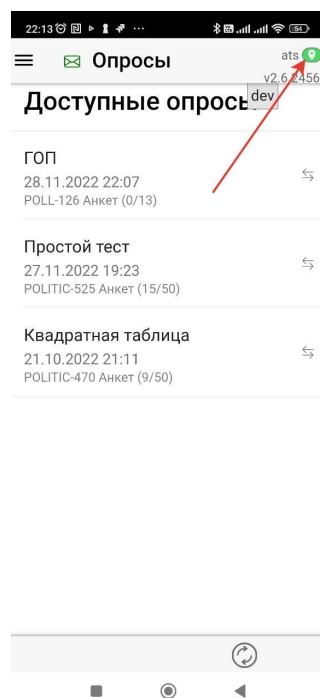 22:13
54
Опросы
ats
v2.6.2456
dev
Доступные опросы
ГОП
28.11.2022 22:07
POLL-126 Анкет (0/13)
Простой тест
27.11.2022 19:23
POLITIC-525 Анкет (15/50)
Квадратная таблица
21.10.2022 21:11
POLITIC-470 Анкет (9/50)